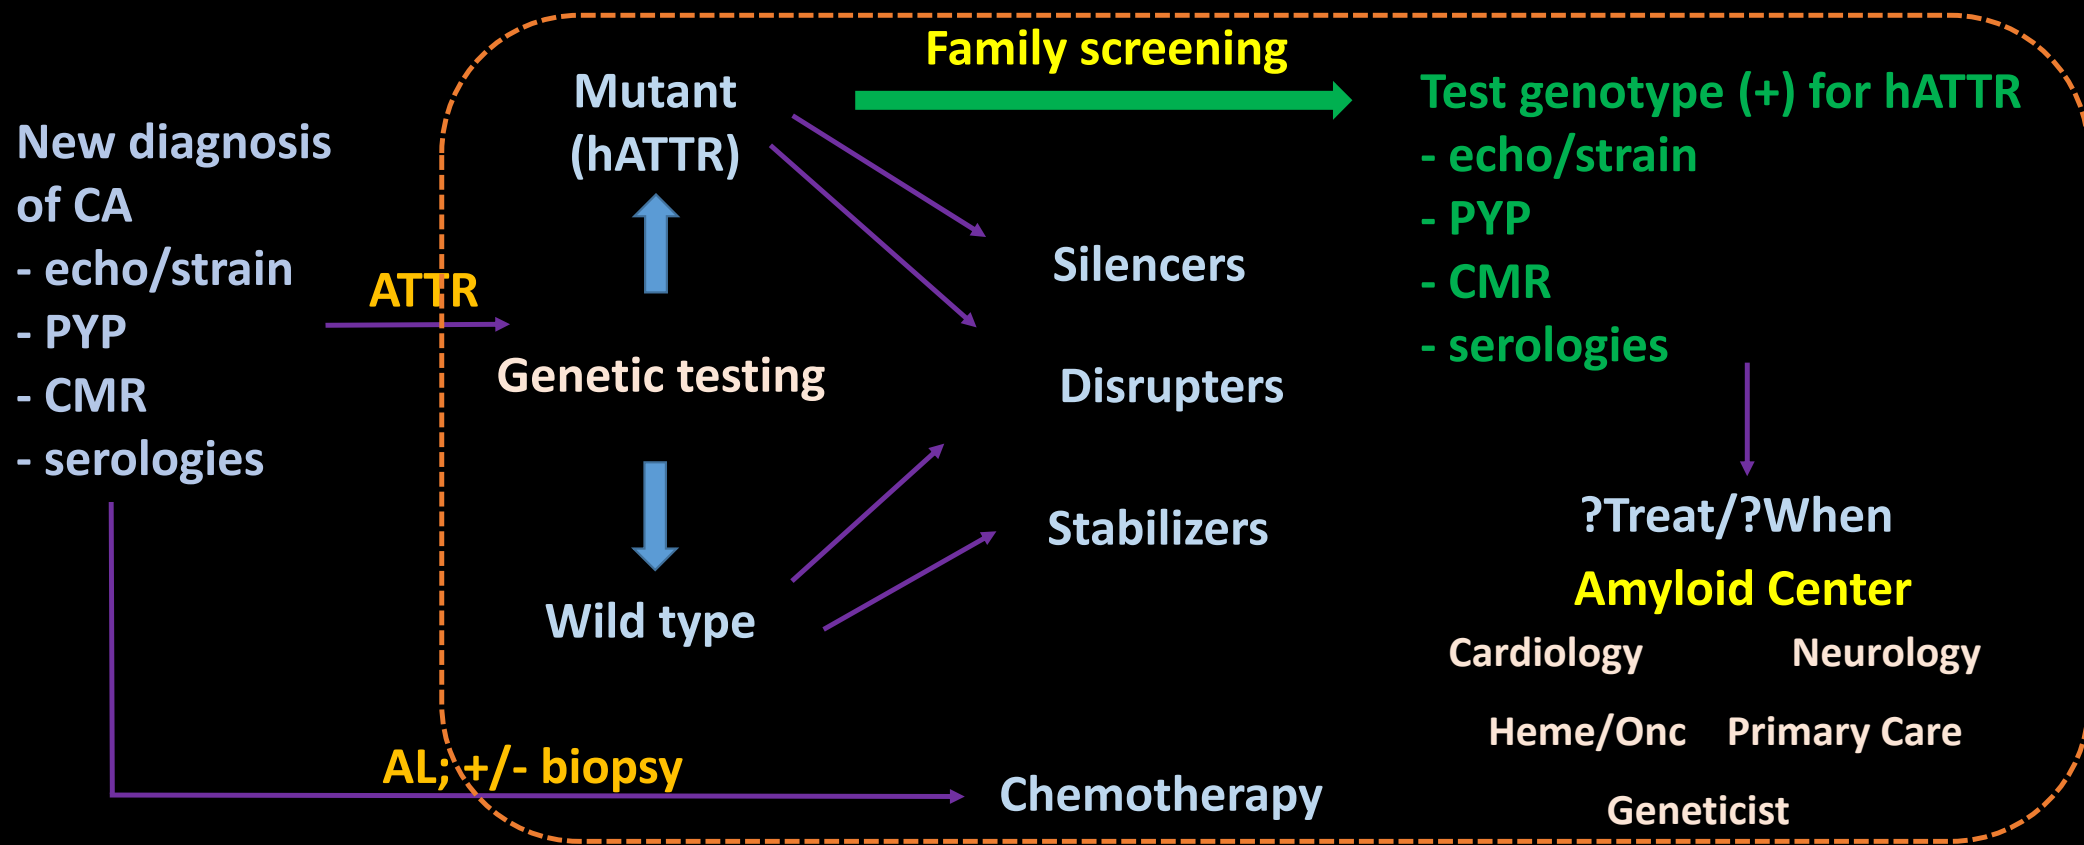 New diagnosis
of CA
- echo/strain
- PYP
- CMR
- serologies
ATTR
AL; +/- biopsy
Mutant
(hATTR)
Genetic testing
Wild type
Family screening
Silencers
Disrupters
Stabilizers
Chemotherapy
Test genotype (+) for hATTR
- echo/strain
- PYP
- CMR
- serologies
?Treat/?When
Amyloid Center
Cardiology
Neurology
Heme/Onc
Primary Care
Geneticist